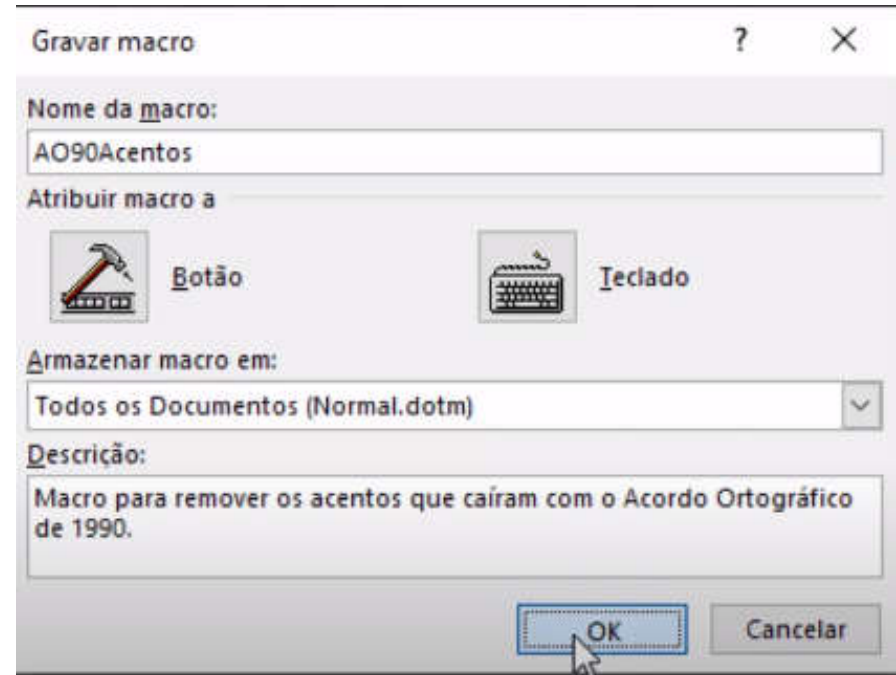 Gravar macro ? X
Nome da macro:
AO90Acentos
Atribuir macro a
Botão Teclado
Armazenar macro em:
Todos os Documentos (Normal.dotm)
Descrição:
Macro para remover os acentos que caíram com o Acordo Ortográfico
de 1990.
OK Cancelar